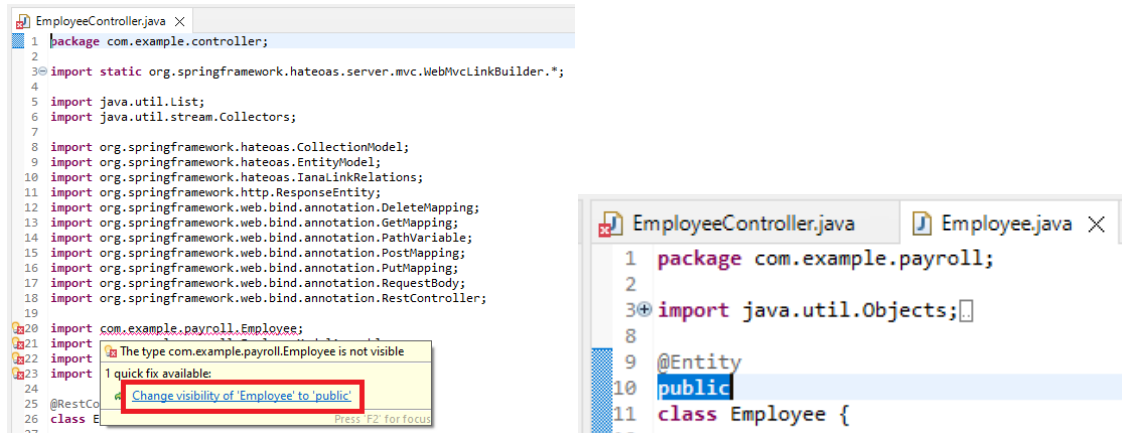 EmployeeController.java
1 package com.example.controller;
2
3 import static org.springframework.hateoas.server.mvc.WebMvcLinkBuilder.*;
4
5 import java.util.List;
6 import java.util.stream.Collectors;
7
8 import org.springframework.hateoas.CollectionModel;
9 import org.springframework.hateoas.EntityModel;
10 import org.springframework.hateoas.IanaLinkRelations;
11 import org.springframework.http.ResponseEntity;
12 import org.springframework.web.bind.annotation.DeleteMapping;
13 import org.springframework.web.bind.annotation.GetMapping;
14 import org.springframework.web.bind.annotation.PathVariable;
15 import org.springframework.web.bind.annotation.PostMapping;
16 import org.springframework.web.bind.annotation.PutMapping;
17 import org.springframework.web.bind.annotation.RequestBody;
18 import org.springframework.web.bind.annotation.RestController;
19
20 import com.example.payroll.Employee;
21 import
22 import
23 import
24
25 @RestCo
26 class E
27
The type com.example.payroll.Employee is not visible
1 quick fix available:
Change visibility of 'Employee' to 'public'
Press 'F2' for focus
EmployeeController.java Employee.java
1 package com.example.payroll;
2
3 import java.util.Objects;
8
9 @Entity
10 public
11 class Employee {